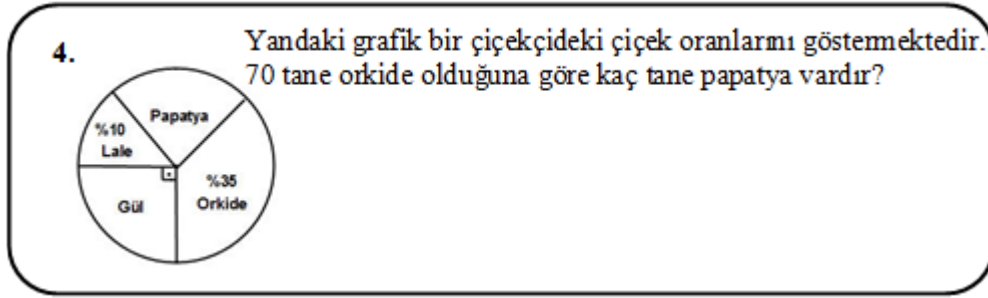 4.
Yandaki grafik bir çiçekçideki çiçek oranlarını göstermektedir.
70 tane orkide olduğuna göre kaç tane papatya vardır?
Papatya
%10
Lale
%35
Orkide
Gül